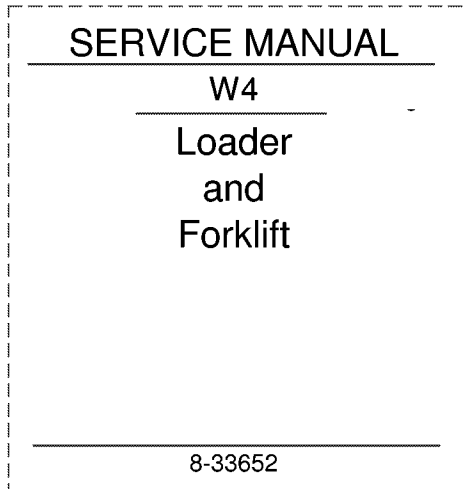 SERVICE MANUAL
W4
Loader
and
Forklift
8-33652